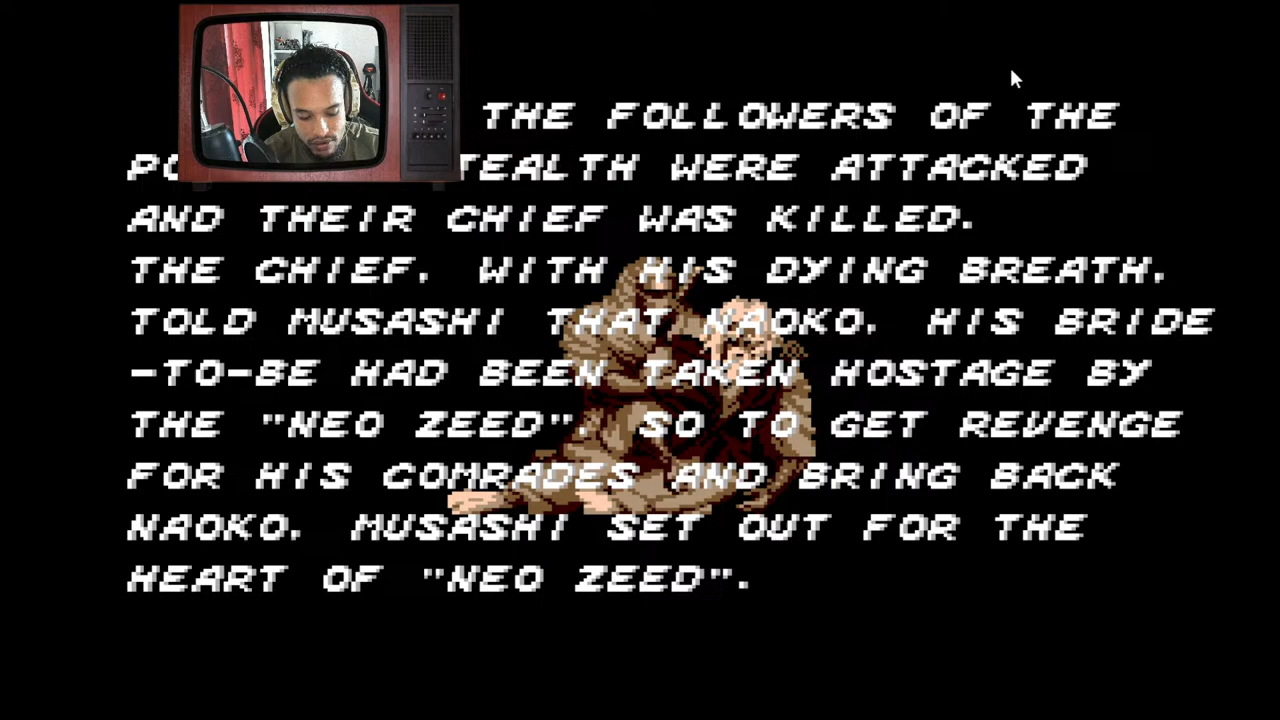 THE FOLLOWERS OF THE
WERE ATTACKED
AND THEIR CHIEF WAS KILLED.
THE CHIEF, WITH HIS DYING BREATH,
TOLD MUSASHI THAT NAOKO, HIS BRIDE
-TO-BE HAD BEEN TAKEN HOSTAGE BY
THE "NEO ZEED". SO TO GET REVENGE
FOR HIS COMRADES AND BRING BACK
NAOKO, MUSASHI SET OUT FOR THE
HEART OF "NEO ZEED".